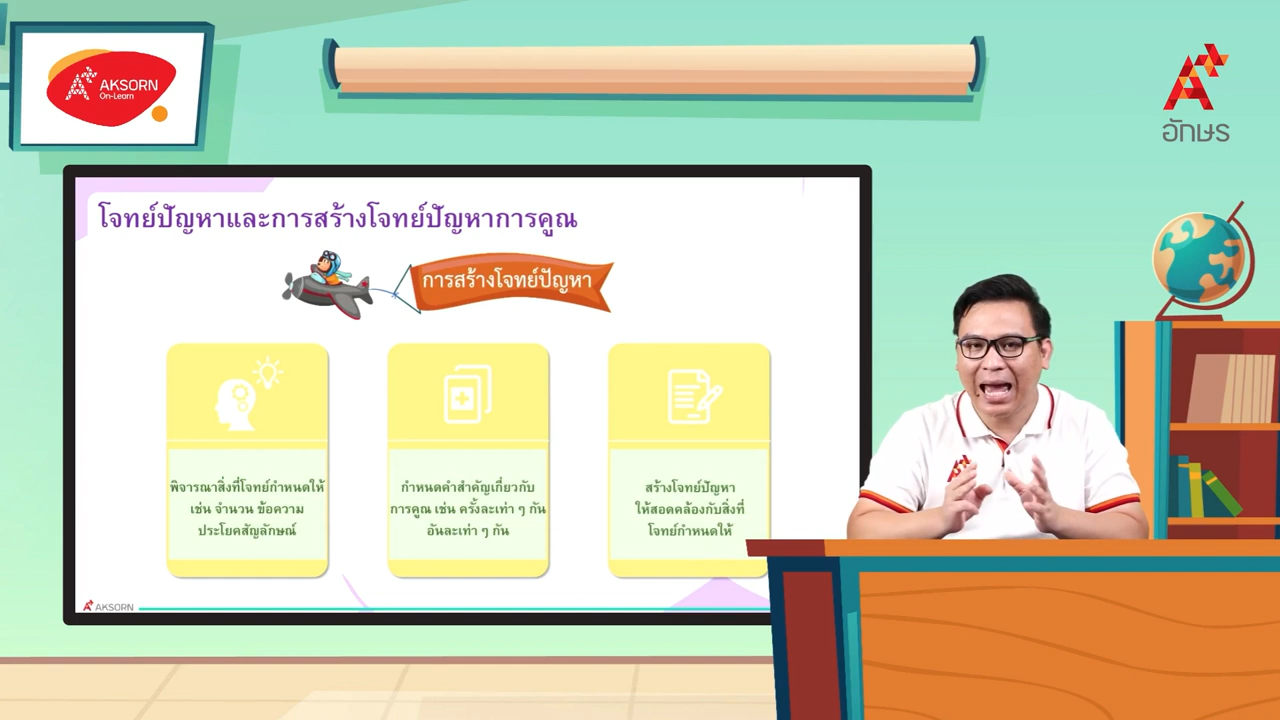 AKSORN
On-Learn
อักษร
โจทย์ปัญหาและการสร้างโจทย์ปัญหาการคูณ
การสร้างโจทย์ปัญหา
พิจารณาสิ่งที่โจทย์กำหนดให้
เช่น จำนวน ข้อความ
ประโยคสัญลักษณ์
กำหนดคำสำคัญเกี่ยวกับ
การคูณ เช่น ครั้งละเท่า ๆ กัน
อันละเท่า ๆ กัน
สร้างโจทย์ปัญหา
ให้สอดคล้องกับสิ่งที่
โจทย์กำหนดให้
AKSORN